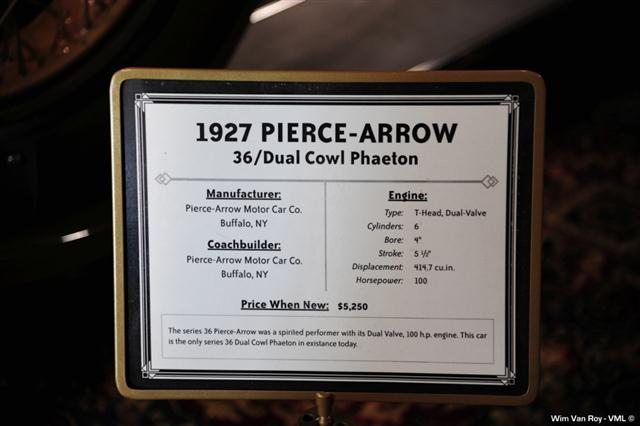 1927 PIERCE-ARROW
36/Dual Cowl Phaeton
Manufacturer:
Pierce-Arrow Motor Car Co.
Buffalo, NY
Coachbuilder:
Pierce-Arrow Motor Car Co.
Buffalo, NY
Engine:
Type: T-Head, Dual-Valve
Cylinders: 6
Bore: 4"
Stroke: 5 ½"
Displacement: 414.7 cu.in.
Horsepower: 100
Price When New: $5,250
The series 36 Pierce-Arrow was a spirited performer with its Dual Valve, 100 h.p. engine. This car
is the only series 36 Dual Cowl Phaeton in existance today.
Wim Van Roy - VML ©